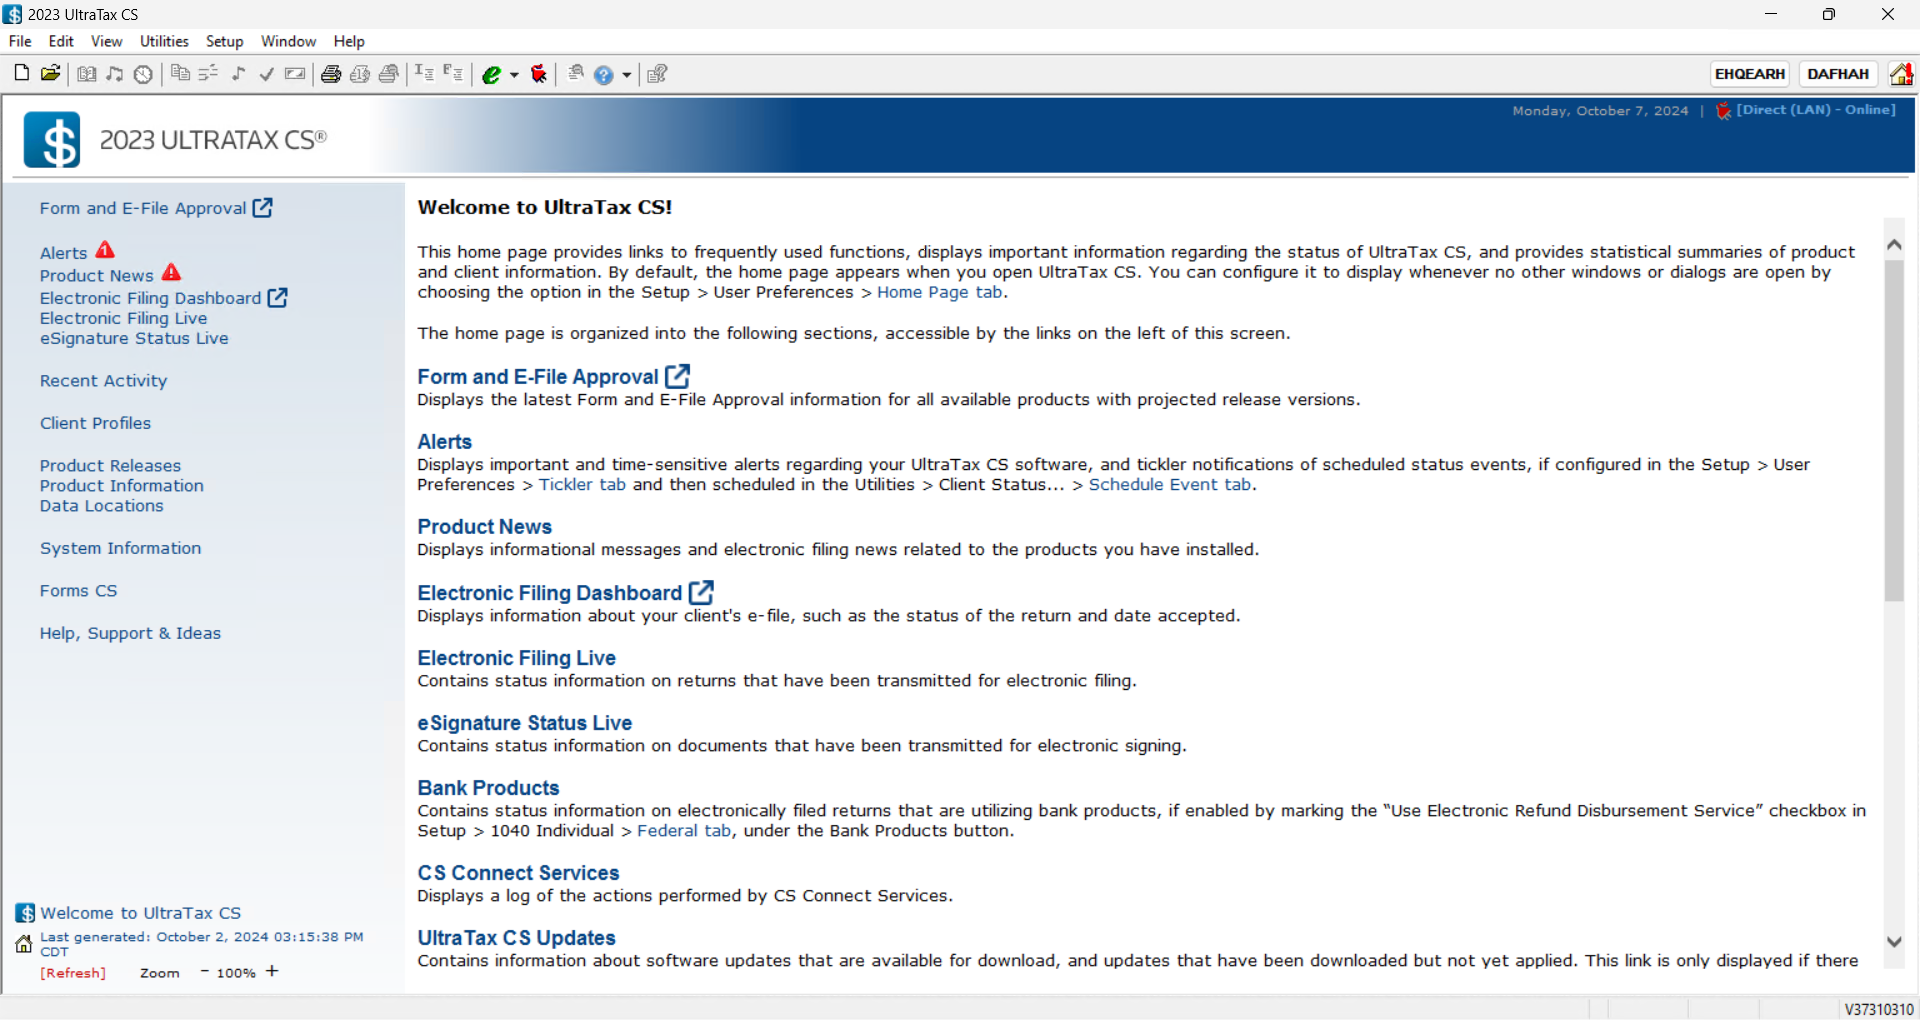 2023 UltraTax CS
File Edit View Utilities Setup Window Help
EHQEARH DAFHAH
Monday, October 7, 2024 | [Direct (LAN) - Online]
2023 ULTRATAX CS®
Form and E-File Approval
Alerts
Product News
Electronic Filing Dashboard
Electronic Filing Live
eSignature Status Live
Recent Activity
Client Profiles
Product Releases
Product Information
Data Locations
System Information
Forms CS
Help, Support & Ideas
Welcome to UltraTax CS
Last generated: October 2, 2024 03:15:38 PM
CDT
[Refresh] Zoom - 100% +
Welcome to UltraTax CS!
This home page provides links to frequently used functions, displays important information regarding the status of UltraTax CS, and provides statistical summaries of product
and client information. By default, the home page appears when you open UltraTax CS. You can configure it to display whenever no other windows or dialogs are open by
choosing the option in the Setup > User Preferences > Home Page tab.
The home page is organized into the following sections, accessible by the links on the left of this screen.
Form and E-File Approval
Displays the latest Form and E-File Approval information for all available products with projected release versions.
Alerts
Displays important and time-sensitive alerts regarding your UltraTax CS software, and tickler notifications of scheduled status events, if configured in the Setup > User
Preferences > Tickler tab and then scheduled in the Utilities > Client Status... > Schedule Event tab.
Product News
Displays informational messages and electronic filing news related to the products you have installed.
Electronic Filing Dashboard
Displays information about your client's e-file, such as the status of the return and date accepted.
Electronic Filing Live
Contains status information on returns that have been transmitted for electronic filing.
eSignature Status Live
Contains status information on documents that have been transmitted for electronic signing.
Bank Products
Contains status information on electronically filed returns that are utilizing bank products, if enabled by marking the “Use Electronic Refund Disbursement Service” checkbox in
Setup > 1040 Individual > Federal tab, under the Bank Products button.
CS Connect Services
Displays a log of the actions performed by CS Connect Services.
UltraTax CS Updates
Contains information about software updates that are available for download, and updates that have been downloaded but not yet applied. This link is only displayed if there
V37310310